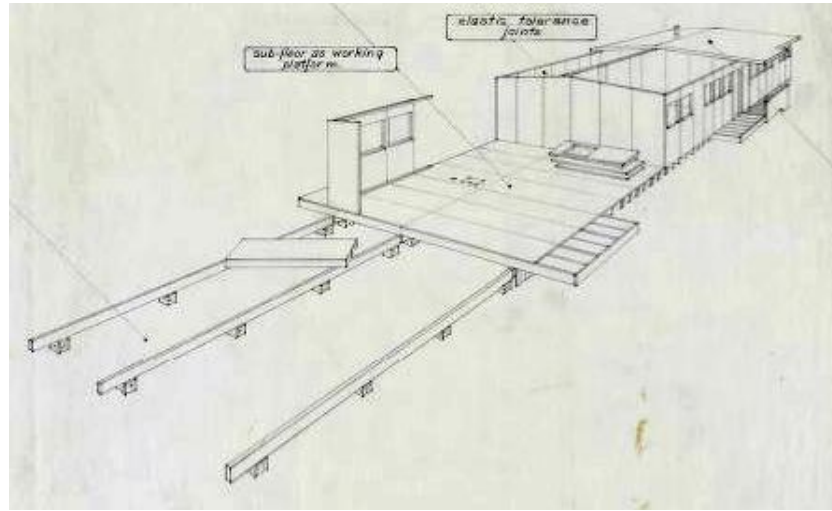 sub-floor as working
platform.
elastic tolerance
joints